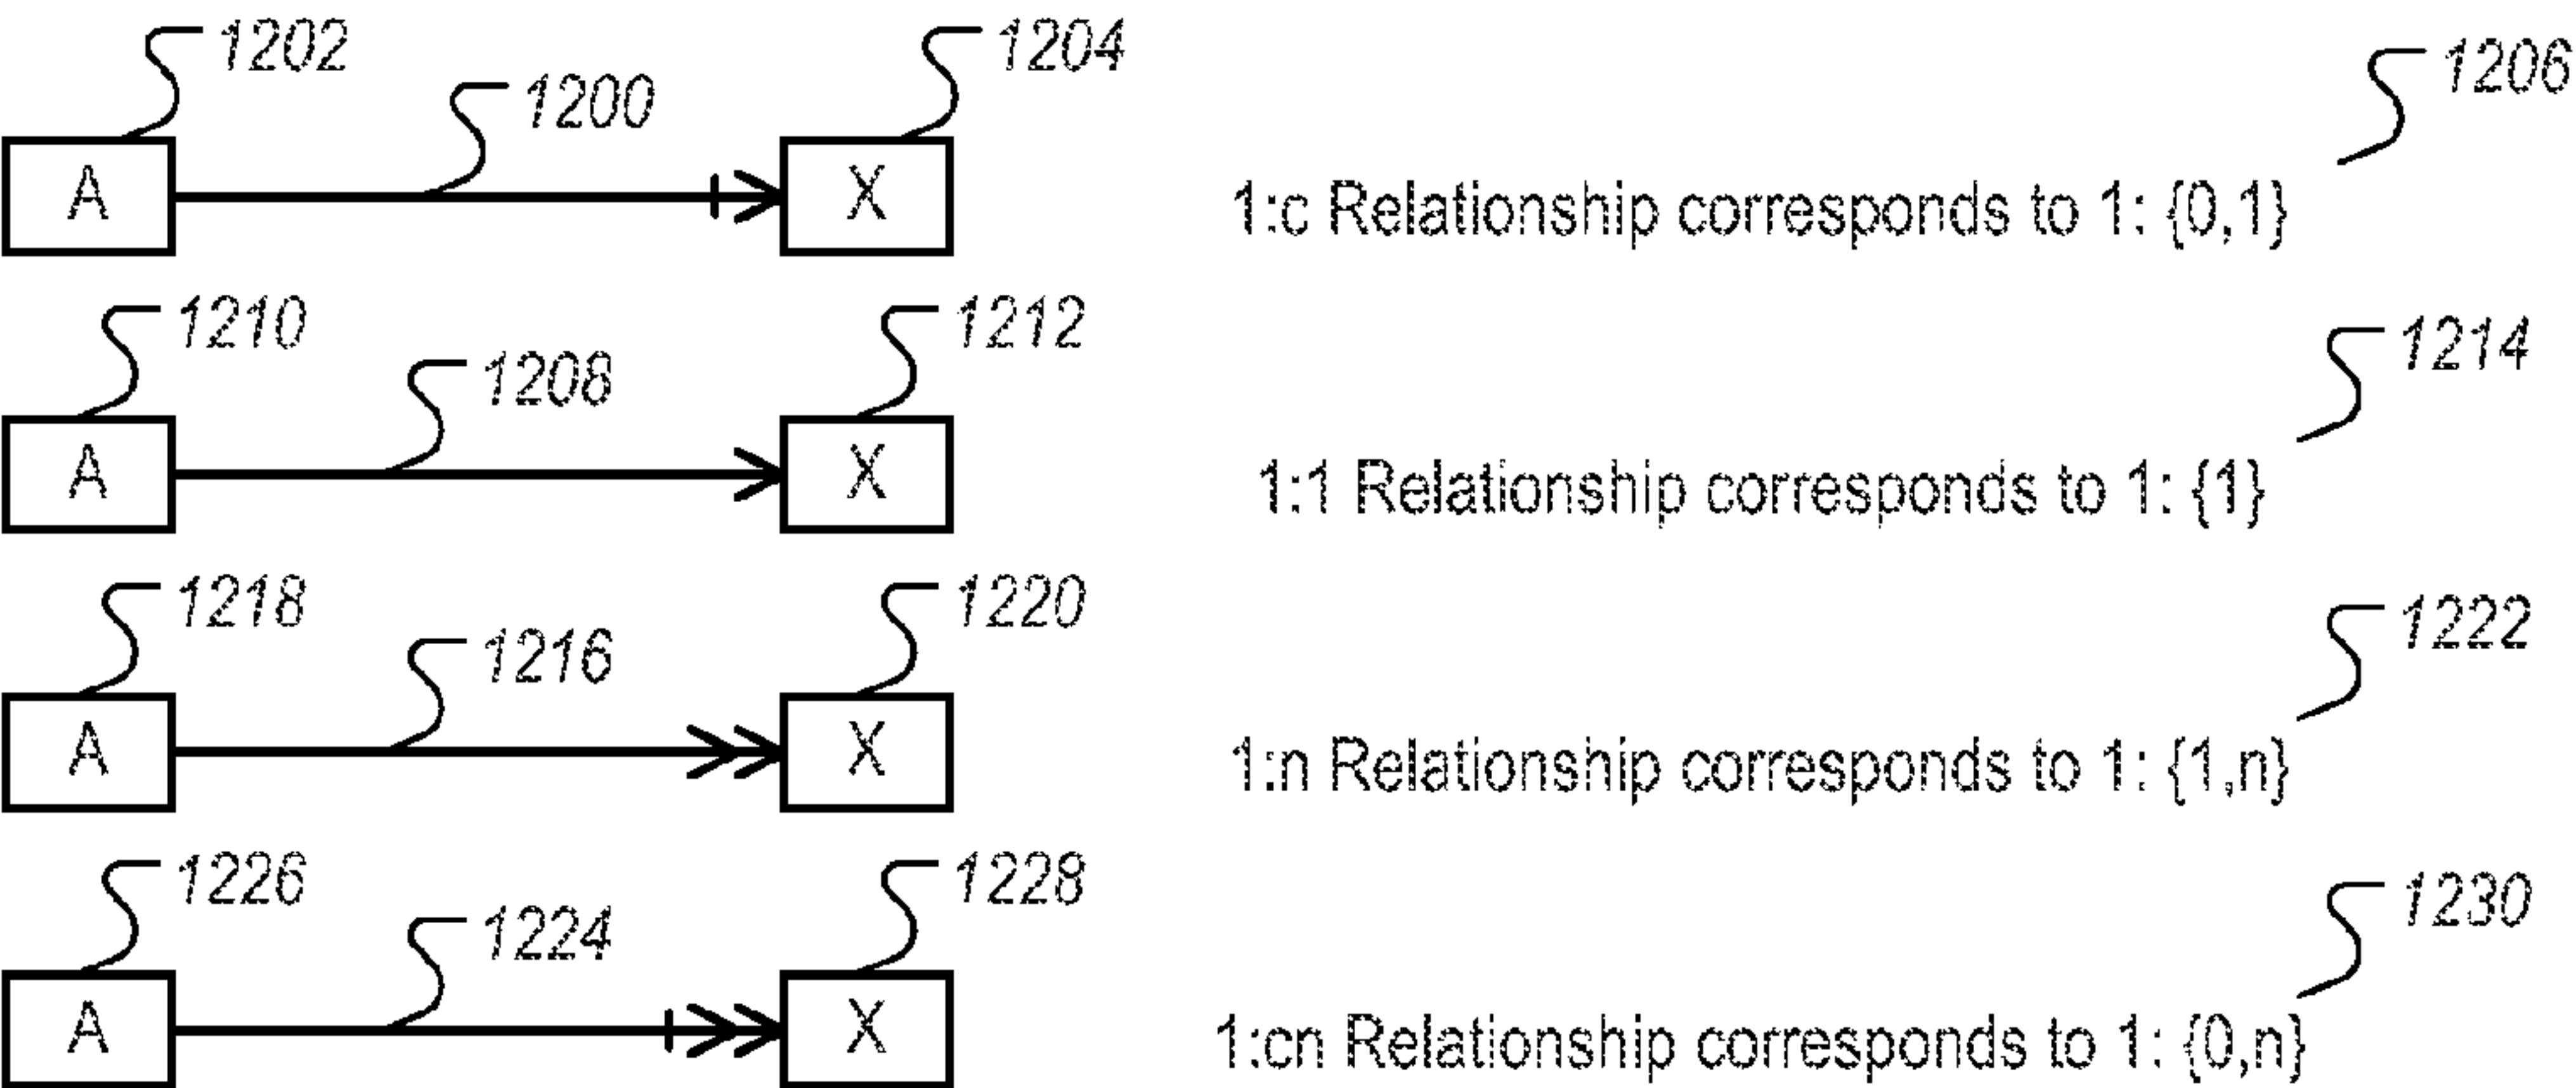 1202
1204
1206
1200
A
X
1:c Relationship corresponds to 1: {0,1}
1210
1212
1214
1208
A
X
1:1 Relationship corresponds to 1: {1}
1218
1220
1222
1216
A
X
1:n Relationship corresponds to 1: {1,n}
1226
1228
1230
1224
A
X
1:cn Relationship corresponds to 1: {0,n}